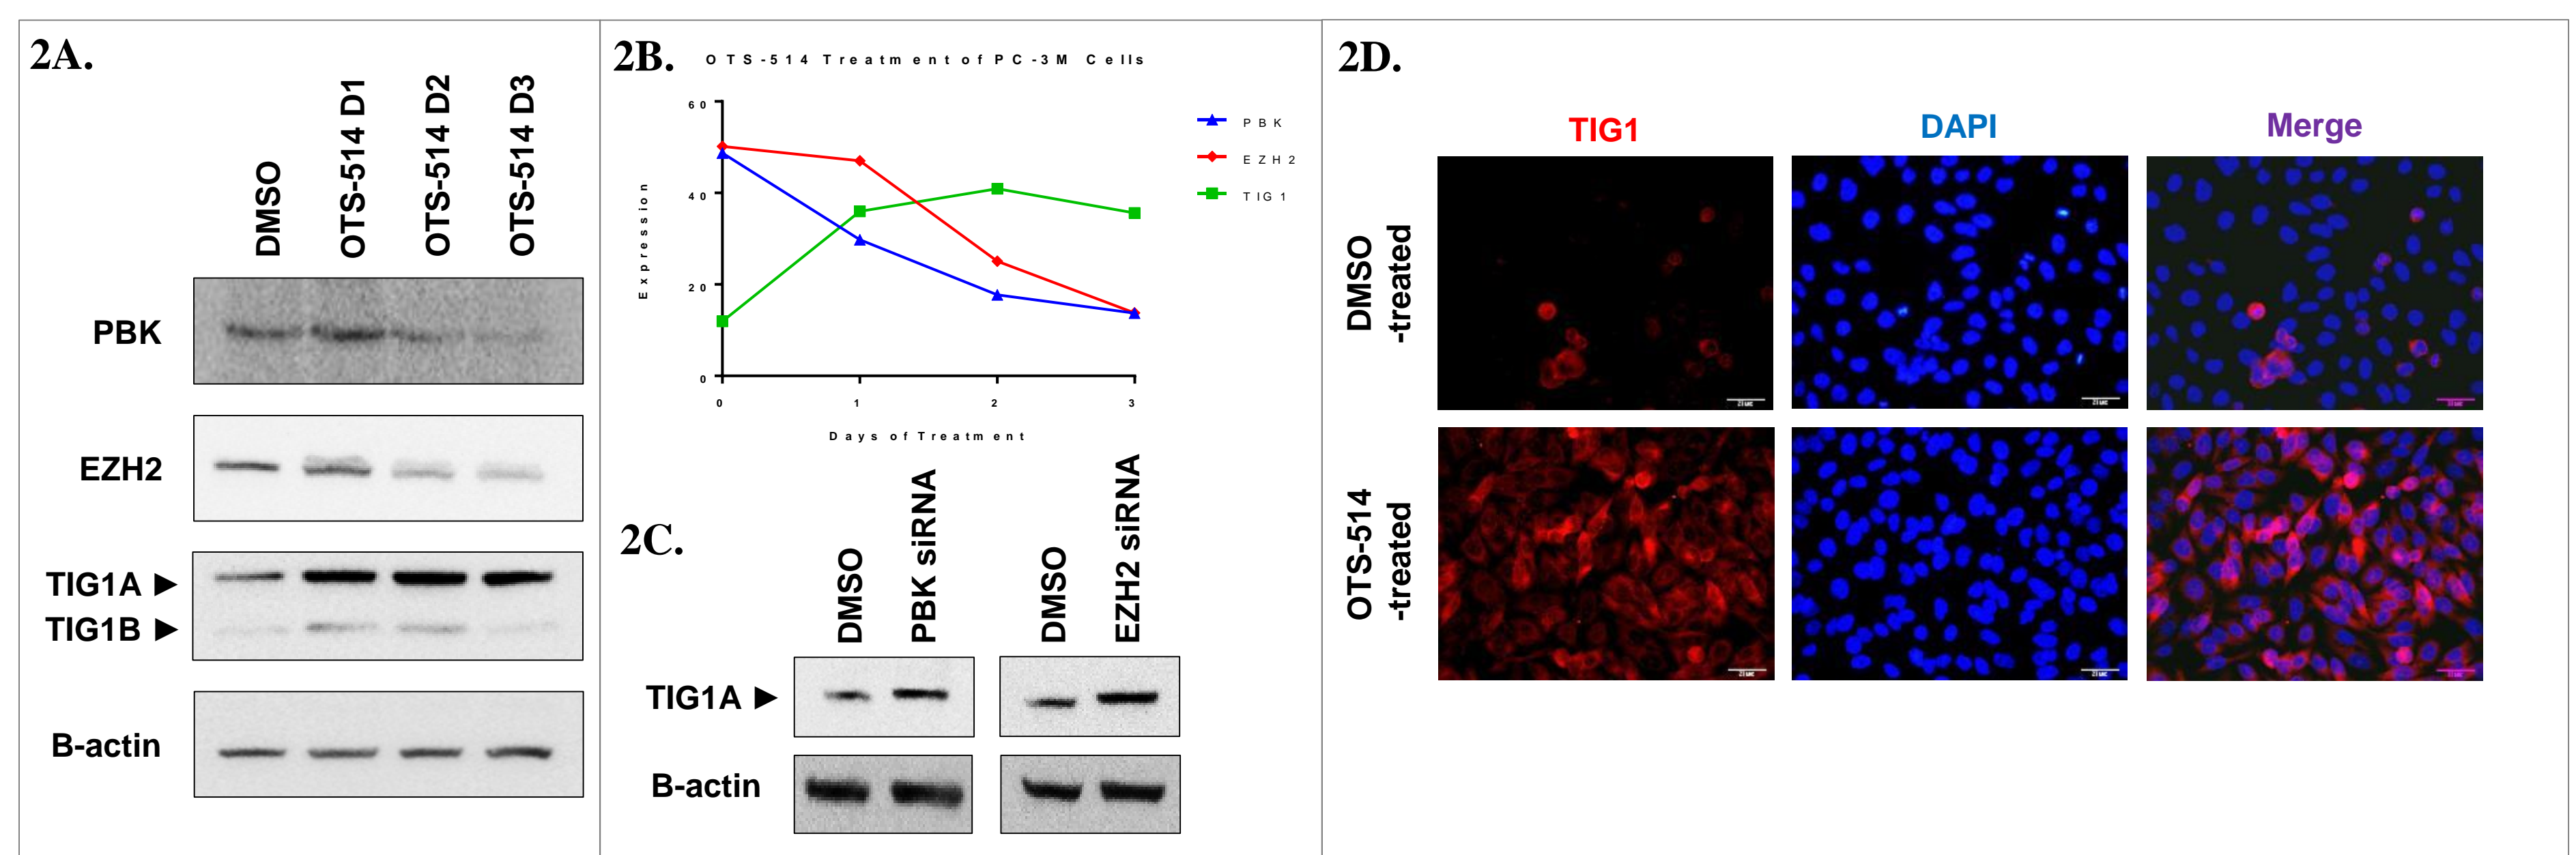 2A.
DMSO
OTS-514 D1
OTS-514 D2
OTS-514 D3
PBK
EZH2
TIG1A ►
TIG1B ►
B-actin
2B.
OTS-514 Treatment of PC-3M Cells
Expression
60
40
20
0
0 1 2 3
Days of Treatment
PBK
EZH2
TIG1
2C.
DMSO
PBK siRNA
DMSO
EZH2 siRNA
TIG1A ►
B-actin
2D.
TIG1 DAPI Merge
DMSO
-treated
OTS-514
-treated